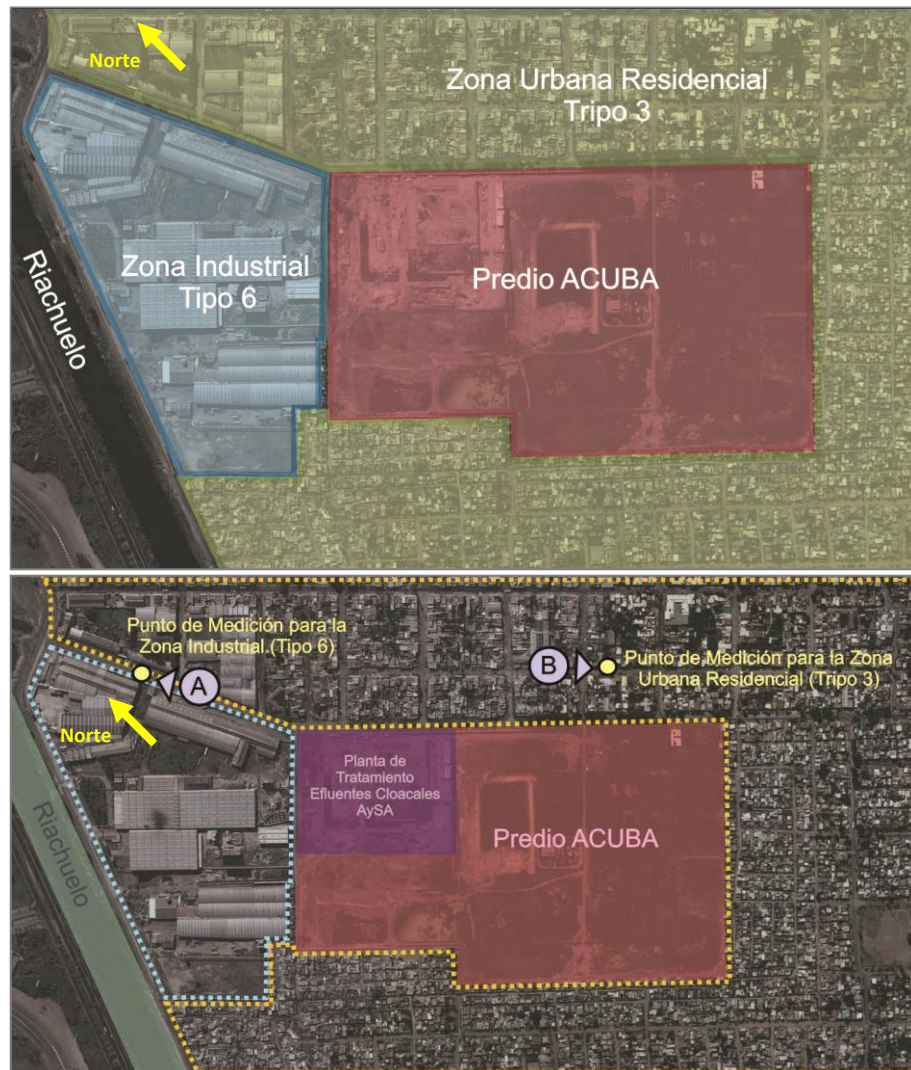 Norte
Zona Urbana Residencial
Tripo 3
Zona Industrial
Tipo 6
Predio ACUBA
Riachuelo
Punto de Medición para la
Zona Industrial (Tipo 6)
A
B
Punto de Medición para la Zona
Urbana Residencial (Tipo 3)
Norte
Planta de
Tratamiento
Efluentes Cloacales
AySA
Predio ACUBA
Riachuelo